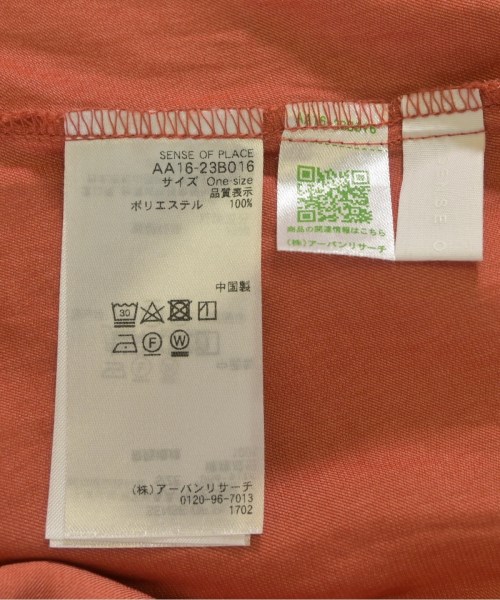 SENSE OF PLACE
AA16-23B016
サイズ One size
品質表示
ポリエステル 100%
中国製
30
F
W
(株)アーバンリサーチ
0120-96-7013
1702
AA16-23B016
商品の関連情報はこちら
(株)アーバンリサーチ